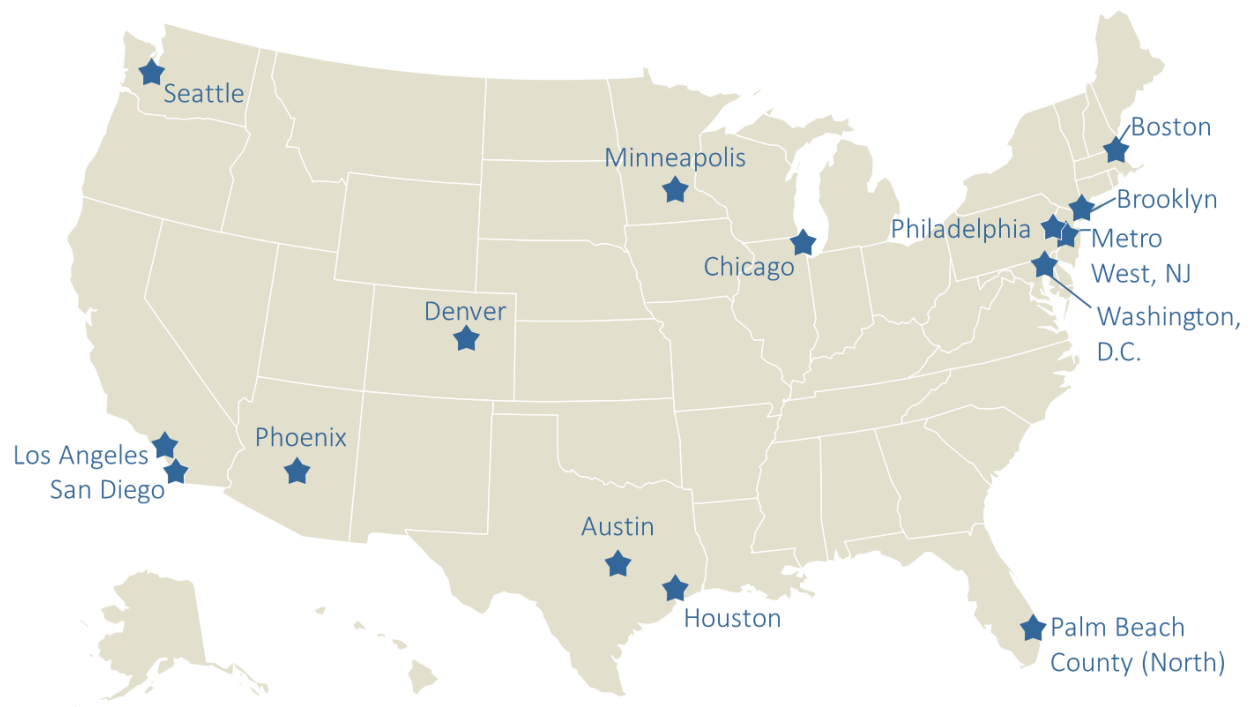 Seattle
Boston
Minneapolis
Brooklyn
Philadelphia
Metro
West, NJ
Chicago
Washington,
D.C.
Denver
Phoenix
Los Angeles
San Diego
Austin
Houston
Palm Beach
County (North)